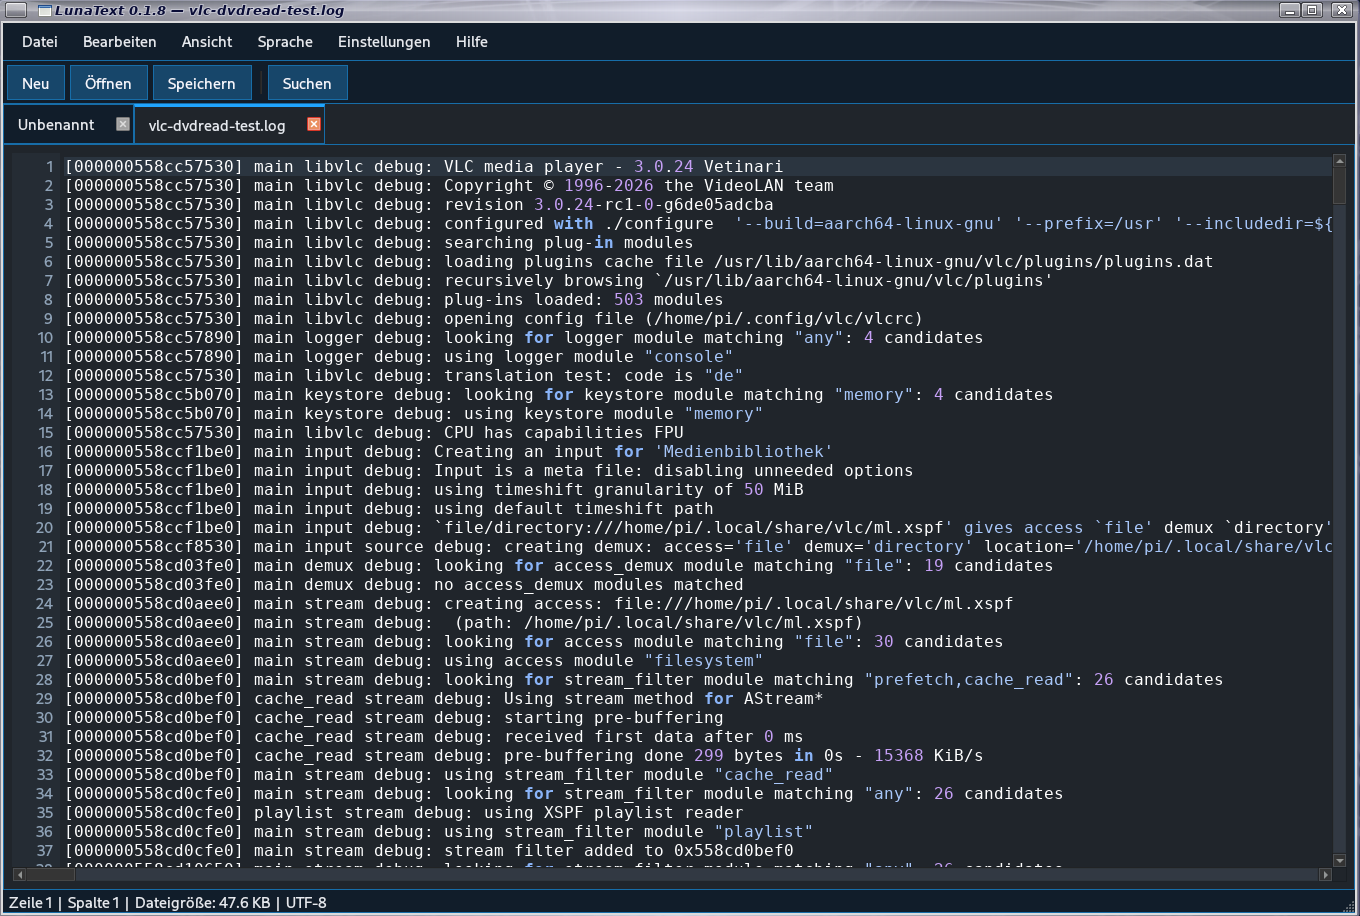 LunaText 0.1.8 — vlc-dvdread-test.log
Datei Bearbeiten Ansicht Sprache Einstellungen Hilfe
Neu Öffnen Speichern Suchen
Unbenannt vlc-dvdread-test.log
1 [000000558cc57530] main libvlc debug: VLC media player - 3.0.24 Vetinari
2 [000000558cc57530] main libvlc debug: Copyright © 1996-2026 the VideoLAN team
3 [000000558cc57530] main libvlc debug: revision 3.0.24-rc1-0-g6de05adcba
4 [000000558cc57530] main libvlc debug: configured with ./configure  '--build=aarch64-linux-gnu' '--prefix=/usr' '--includedir=${
5 [000000558cc57530] main libvlc debug: searching plug-in modules
6 [000000558cc57530] main libvlc debug: loading plugins cache file /usr/lib/aarch64-linux-gnu/vlc/plugins/plugins.dat
7 [000000558cc57530] main libvlc debug: recursively browsing `/usr/lib/aarch64-linux-gnu/vlc/plugins'
8 [000000558cc57530] main libvlc debug: plug-ins loaded: 503 modules
9 [000000558cc57530] main libvlc debug: opening config file (/home/pi/.config/vlc/vlcrc)
10 [000000558cc57890] main logger debug: looking for logger module matching "any": 4 candidates
11 [000000558cc57890] main logger debug: using logger module "console"
12 [000000558cc57530] main libvlc debug: translation test: code is "de"
13 [000000558cc5b070] main keystore debug: looking for keystore module matching "memory": 4 candidates
14 [000000558cc5b070] main keystore debug: using keystore module "memory"
15 [000000558cc57530] main libvlc debug: CPU has capabilities FPU
16 [000000558ccf1be0] main input debug: Creating an input for 'Medienbibliothek'
17 [000000558ccf1be0] main input debug: Input is a meta file: disabling unneeded options
18 [000000558ccf1be0] main input debug: using timeshift granularity of 50 MiB
19 [000000558ccf1be0] main input debug: using default timeshift path
20 [000000558ccf1be0] main input debug: `file/directory:///home/pi/.local/share/vlc/ml.xspf' gives access `file' demux `directory'
21 [000000558ccf8530] main input source debug: creating demux: access='file' demux='directory' location='/home/pi/.local/share/vlc
22 [000000558cd03fe0] main demux debug: looking for access_demux module matching "file": 19 candidates
23 [000000558cd03fe0] main demux debug: no access_demux modules matched
24 [000000558cd0aee0] main stream debug: creating access: file:///home/pi/.local/share/vlc/ml.xspf
25 [000000558cd0aee0] main stream debug:  (path: /home/pi/.local/share/vlc/ml.xspf)
26 [000000558cd0aee0] main stream debug: looking for access module matching "file": 30 candidates
27 [000000558cd0aee0] main stream debug: using access module "filesystem"
28 [000000558cd0bef0] main stream debug: looking for stream_filter module matching "prefetch,cache_read": 26 candidates
29 [000000558cd0bef0] cache_read stream debug: Using stream method for AStream*
30 [000000558cd0bef0] cache_read stream debug: starting pre-buffering
31 [000000558cd0bef0] cache_read stream debug: received first data after 0 ms
32 [000000558cd0bef0] cache_read stream debug: pre-buffering done 299 bytes in 0s - 15368 KiB/s
33 [000000558cd0bef0] main stream debug: using stream_filter module "cache_read"
34 [000000558cd0cfe0] main stream debug: looking for stream_filter module matching "any": 26 candidates
35 [000000558cd0cfe0] playlist stream debug: using XSPF playlist reader
36 [000000558cd0cfe0] main stream debug: using stream_filter module "playlist"
37 [000000558cd0cfe0] main stream debug: stream filter added to 0x558cd0bef0
Zeile 1 | Spalte 1 | Dateigröße: 47.6 KB | UTF-8